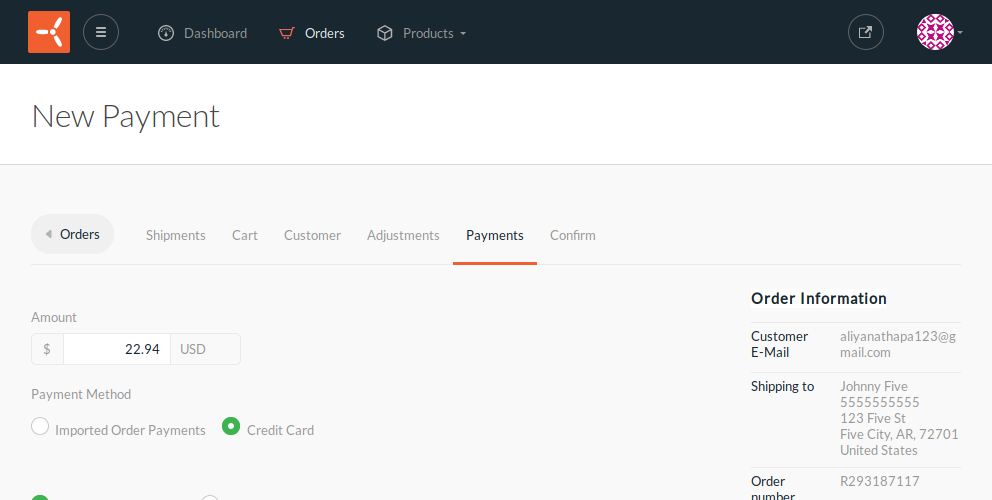 Dashboard Orders Products
New Payment
Orders Shipments Cart Customer Adjustments Payments Confirm
Order Information
Amount
$ 22.94 USD
Customer E-Mail
aliyanathapa123@g
mail.com
Payment Method
Imported Order Payments Credit Card
Shipping to
Johnny Five
5555555555
123 Five St
Five City, AR, 72701
United States
Order number
R293187117